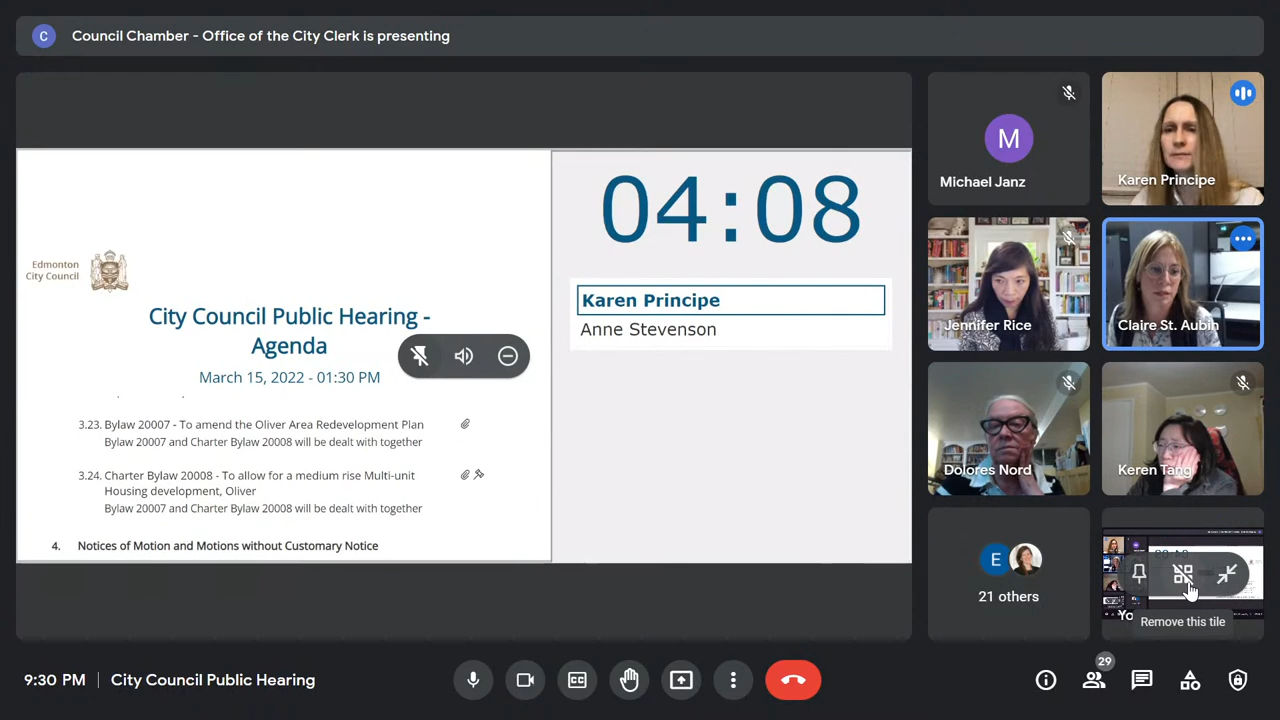 C Council Chamber - Office of the City Clerk is presenting
Edmonton
City Council
City Council Public Hearing -
Agenda
March 15, 2022 - 01:30 PM
3.23. Bylaw 20007 - To amend the Oliver Area Redevelopment Plan
Bylaw 20007 and Charter Bylaw 20008 will be dealt with together
3.24. Charter Bylaw 20008 - To allow for a medium rise Multi-unit
Housing development, Oliver
Bylaw 20007 and Charter Bylaw 20008 will be dealt with together
4. Notices of Motion and Motions without Customary Notice
04:08
Karen Principe
Anne Stevenson
M
Michael Janz
Karen Principe
Jennifer Rice
Claire St. Aubin
Dolores Nord
Keren Tang
E
21 others
Yo
Remove this tile
9:30 PM | City Council Public Hearing
29